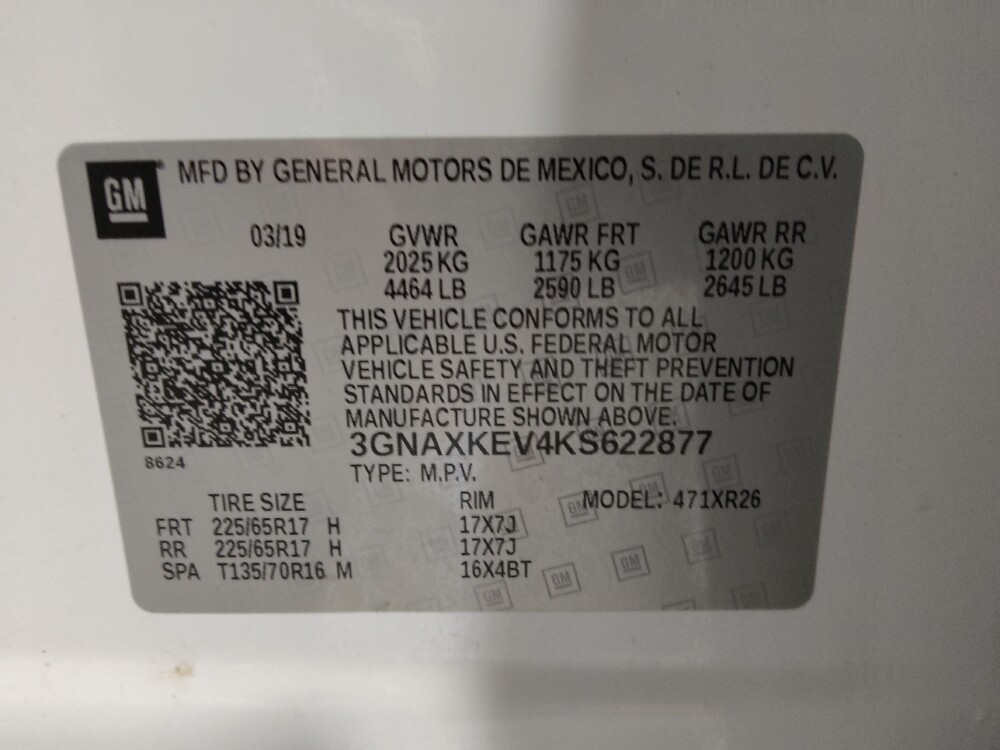 GM MFD BY GENERAL MOTORS DE MEXICO, S. DE R.L. DE C.V.
03/19 GVWR GAWR FRT GAWR RR
2025 KG 1175 KG 1200 KG
4464 LB 2590 LB 2645 LB
THIS VEHICLE CONFORMS TO ALL
APPLICABLE U.S. FEDERAL MOTOR
VEHICLE SAFETY AND THEFT PREVENTION
STANDARDS IN EFFECT ON THE DATE OF
MANUFACTURE SHOWN ABOVE.
3GNAXKEV4KS622877
8624
TYPE: M.P.V.
TIRE SIZE RIM MODEL: 471XR26
FRT 225/65R17 H 17X7J
RR 225/65R17 H 17X7J
SPA T135/70R16 M 16X4BT